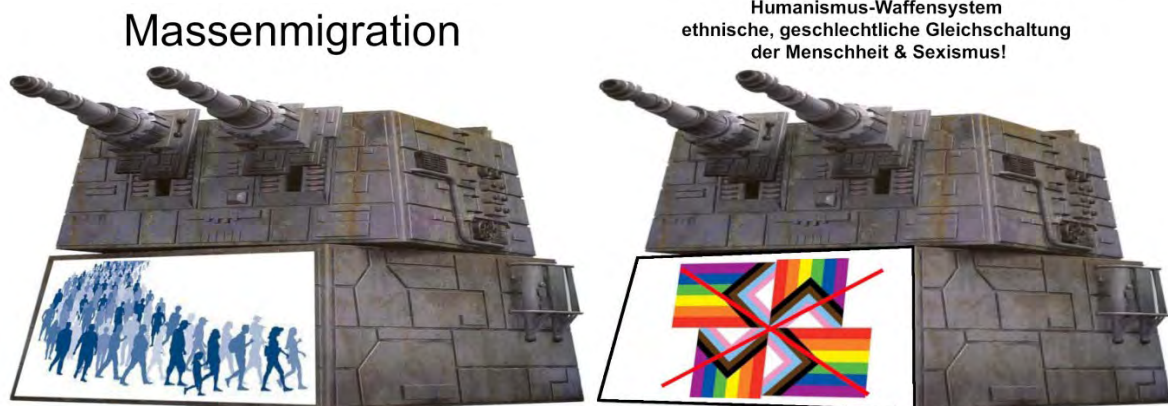 Massenmigration
Humanismus-Waffensystem
ethnische, geschlechtliche Gleichschaltung
der Menschheit & Sexismus!